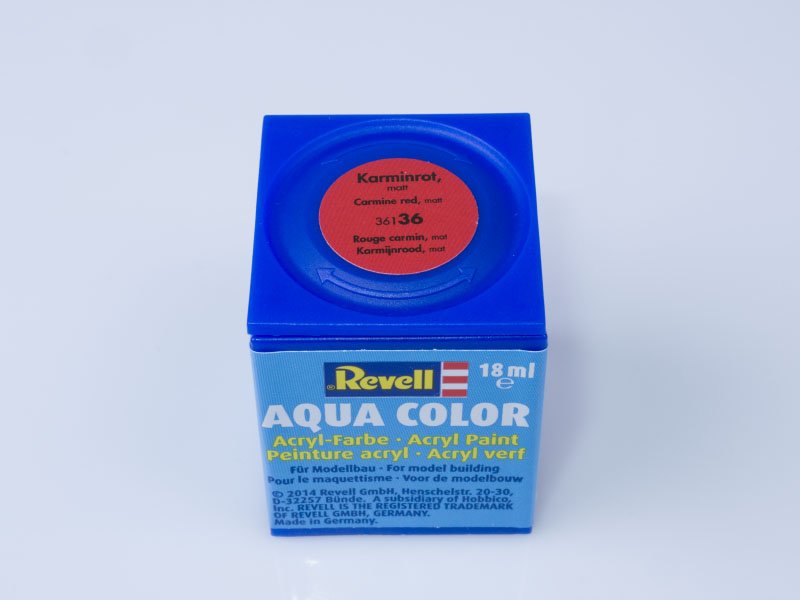 Karminrot,
matt
Carmine red, matt
36136
Rouge carmin, mat
Karmijnrood, mat
® Revell
18 ml
e
AQUA COLOR
Acryl-Farbe · Acryl Paint
Peinture acryl · Acryl verf
Für Modellbau · For model building
Pour le maquettisme · Voor de modelbouw
© 2014 Revell GmbH, Henschelstr. 20-30,
D-32257 Bünde. A subsidiary of Hobbico,
Inc. REVELL IS THE REGISTERED TRADEMARK
OF REVELL GMBH, GERMANY.
Made in Germany.